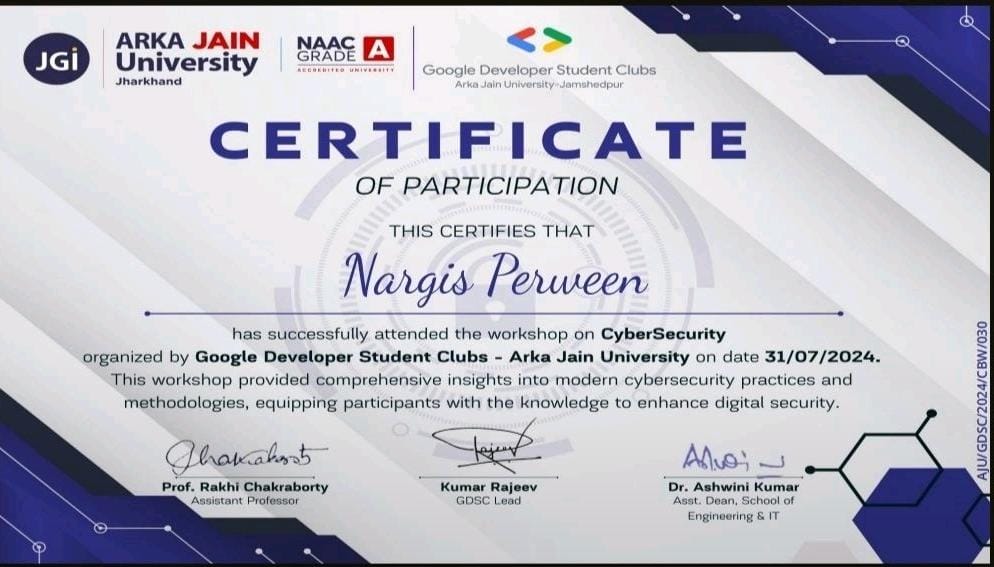 JGi
ARKA JAIN
University
Jharkhand
NAAC
GRADE A
ACCREDITED UNIVERSITY
Google Developer Student Clubs
Arka Jain University-Jamshedpur
CERTIFICATE
OF PARTICIPATION
THIS CERTIFIES THAT
Nargis Perween
has successfully attended the workshop on CyberSecurity
organized by Google Developer Student Clubs - Arka Jain University on date 31/07/2024.
This workshop provided comprehensive insights into modern cybersecurity practices and
methodologies, equipping participants with the knowledge to enhance digital security.
Prof. Rakhi Chakraborty
Assistant Professor
Kumar Rajeev
GDSC Lead
Dr. Ashwini Kumar
Asst. Dean, School of
Engineering & IT
AJU/GDSC/2024/CBW/030